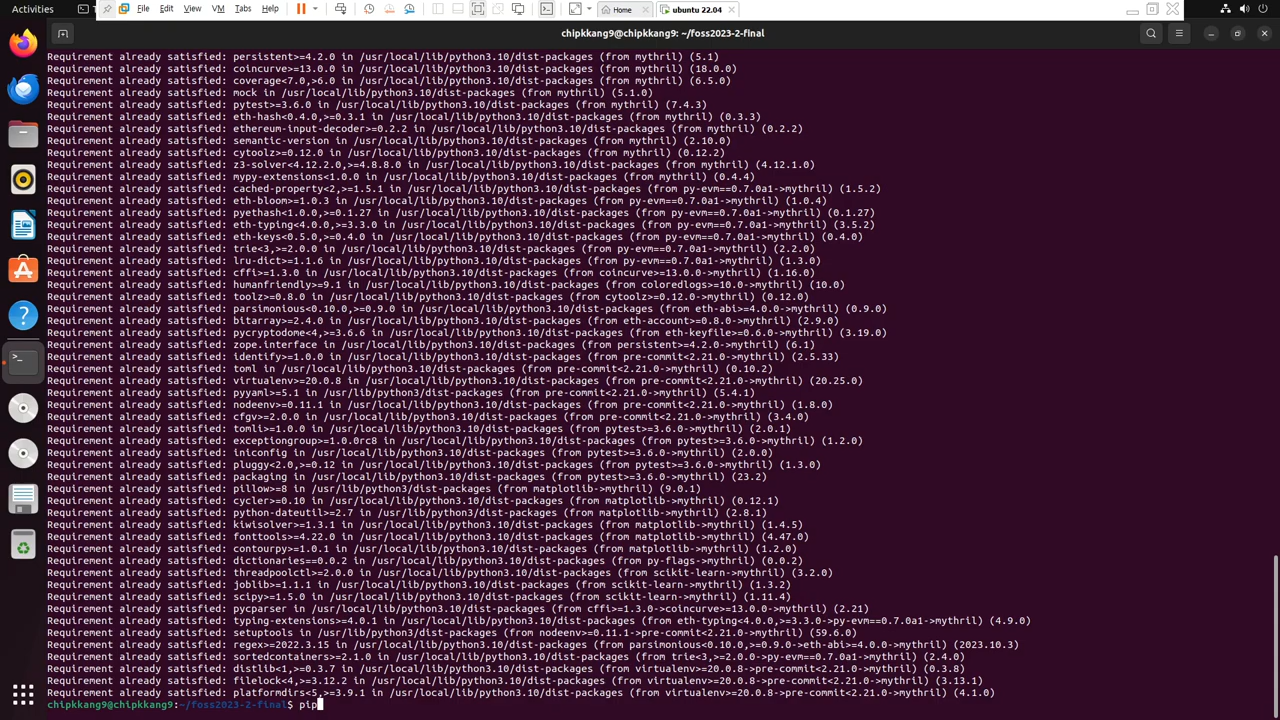 Activities
Te
File
Edit
View
VM
Tabs
Help
Home
ubuntu 22.04
chipkkang9@chipkkang9: ~/foss2023-2-final
Requirement already satisfied: persistent>=4.2.0 in /usr/local/lib/python3.10/dist-packages (from mythril) (5.1)
Requirement already satisfied: coincurve>=13.0.0 in /usr/local/lib/python3.10/dist-packages (from mythril) (18.0.0)
Requirement already satisfied: coverage<7.0,>6.0 in /usr/local/lib/python3.10/dist-packages (from mythril) (6.5.0)
Requirement already satisfied: mock in /usr/local/lib/python3.10/dist-packages (from mythril) (5.1.0)
Requirement already satisfied: pytest>=3.6.0 in /usr/local/lib/python3.10/dist-packages (from mythril) (7.4.3)
Requirement already satisfied: eth-hash<0.4.0,>=0.3.1 in /usr/local/lib/python3.10/dist-packages (from mythril) (0.3.3)
Requirement already satisfied: ethereum-input-decoder>=0.2.2 in /usr/local/lib/python3.10/dist-packages (from mythril) (0.2.2)
Requirement already satisfied: semantic-version in /usr/local/lib/python3.10/dist-packages (from mythril) (2.10.0)
Requirement already satisfied: cytoolz>=0.12.0 in /usr/local/lib/python3.10/dist-packages (from mythril) (0.12.2)
Requirement already satisfied: z3-solver<4.12.2.0,>=4.8.8.0 in /usr/local/lib/python3.10/dist-packages (from mythril) (4.12.1.0)
Requirement already satisfied: mypy-extensions<1.0.0 in /usr/local/lib/python3.10/dist-packages (from mythril) (0.4.4)
Requirement already satisfied: cached-property<2,>=1.5.1 in /usr/local/lib/python3.10/dist-packages (from py-evm==0.7.0a1->mythril) (1.5.2)
Requirement already satisfied: eth-bloom>=1.0.3 in /usr/local/lib/python3.10/dist-packages (from py-evm==0.7.0a1->mythril) (1.0.4)
Requirement already satisfied: pyethash<1.0.0,>=0.1.27 in /usr/local/lib/python3.10/dist-packages (from py-evm==0.7.0a1->mythril) (0.1.27)
Requirement already satisfied: eth-typing<4.0.0,>=3.3.0 in /usr/local/lib/python3.10/dist-packages (from py-evm==0.7.0a1->mythril) (3.5.2)
Requirement already satisfied: eth-keys<0.5.0,>=0.4.0 in /usr/local/lib/python3.10/dist-packages (from py-evm==0.7.0a1->mythril) (0.4.0)
Requirement already satisfied: trie<3,>=2.0.0 in /usr/local/lib/python3.10/dist-packages (from py-evm==0.7.0a1->mythril) (2.2.0)
Requirement already satisfied: lru-dict>=1.1.6 in /usr/local/lib/python3.10/dist-packages (from py-evm==0.7.0a1->mythril) (1.3.0)
Requirement already satisfied: cffi>=1.3.0 in /usr/local/lib/python3.10/dist-packages (from coincurve>=13.0.0->mythril) (1.16.0)
Requirement already satisfied: humanfriendly>=9.1 in /usr/local/lib/python3.10/dist-packages (from coloredlogs>=10.0->mythril) (10.0)
Requirement already satisfied: toolz>=0.8.0 in /usr/local/lib/python3.10/dist-packages (from cytoolz>=0.12.0->mythril) (0.12.0)
Requirement already satisfied: parsimonious<0.10.0,>=0.9.0 in /usr/local/lib/python3.10/dist-packages (from eth-abi>=4.0.0->mythril) (0.9.0)
Requirement already satisfied: bitarray>=2.4.0 in /usr/local/lib/python3.10/dist-packages (from eth-account>=0.8.0->mythril) (2.9.0)
Requirement already satisfied: pycryptodome<4,>=3.6.6 in /usr/local/lib/python3.10/dist-packages (from eth-keyfile>=0.6.0->mythril) (3.19.0)
Requirement already satisfied: zope.interface in /usr/local/lib/python3.10/dist-packages (from persistent>=4.2.0->mythril) (6.1)
Requirement already satisfied: identify>=1.0.0 in /usr/local/lib/python3.10/dist-packages (from pre-commit<2.21.0->mythril) (2.5.33)
Requirement already satisfied: toml in /usr/local/lib/python3.10/dist-packages (from pre-commit<2.21.0->mythril) (0.10.2)
Requirement already satisfied: virtualenv>=20.0.8 in /usr/local/lib/python3.10/dist-packages (from pre-commit<2.21.0->mythril) (20.25.0)
Requirement already satisfied: pyyaml>=5.1 in /usr/lib/python3/dist-packages (from pre-commit<2.21.0->mythril) (5.4.1)
Requirement already satisfied: nodeenv>=0.11.1 in /usr/local/lib/python3.10/dist-packages (from pre-commit<2.21.0->mythril) (1.8.0)
Requirement already satisfied: cfgv>=2.0.0 in /usr/local/lib/python3.10/dist-packages (from pre-commit<2.21.0->mythril) (3.4.0)
Requirement already satisfied: tomli>=1.0.0 in /usr/local/lib/python3.10/dist-packages (from pytest>=3.6.0->mythril) (2.0.1)
Requirement already satisfied: exceptiongroup>=1.0.0rc8 in /usr/local/lib/python3.10/dist-packages (from pytest>=3.6.0->mythril) (1.2.0)
Requirement already satisfied: iniconfig in /usr/local/lib/python3.10/dist-packages (from pytest>=3.6.0->mythril) (2.0.0)
Requirement already satisfied: pluggy<2.0,>=0.12 in /usr/local/lib/python3.10/dist-packages (from pytest>=3.6.0->mythril) (1.3.0)
Requirement already satisfied: packaging in /usr/local/lib/python3.10/dist-packages (from pytest>=3.6.0->mythril) (23.2)
Requirement already satisfied: pillow>=8 in /usr/lib/python3/dist-packages (from matplotlib->mythril) (9.0.1)
Requirement already satisfied: cycler>=0.10 in /usr/local/lib/python3.10/dist-packages (from matplotlib->mythril) (0.12.1)
Requirement already satisfied: python-dateutil>=2.7 in /usr/lib/python3/dist-packages (from matplotlib->mythril) (2.8.1)
Requirement already satisfied: kiwisolver>=1.3.1 in /usr/local/lib/python3.10/dist-packages (from matplotlib->mythril) (1.4.5)
Requirement already satisfied: fonttools>=4.22.0 in /usr/local/lib/python3.10/dist-packages (from matplotlib->mythril) (4.47.0)
Requirement already satisfied: contourpy>=1.0.1 in /usr/local/lib/python3.10/dist-packages (from matplotlib->mythril) (1.2.0)
Requirement already satisfied: dictionaries==0.0.2 in /usr/local/lib/python3.10/dist-packages (from py-flags->mythril) (0.0.2)
Requirement already satisfied: threadpoolctl>=2.0.0 in /usr/local/lib/python3.10/dist-packages (from scikit-learn->mythril) (3.2.0)
Requirement already satisfied: joblib>=1.1.1 in /usr/local/lib/python3.10/dist-packages (from scikit-learn->mythril) (1.3.2)
Requirement already satisfied: scipy>=1.5.0 in /usr/local/lib/python3.10/dist-packages (from scikit-learn->mythril) (1.11.4)
Requirement already satisfied: pycparser in /usr/local/lib/python3.10/dist-packages (from cffi>=1.3.0->coincurve>=13.0.0->mythril) (2.21)
Requirement already satisfied: typing-extensions>=4.0.1 in /usr/local/lib/python3.10/dist-packages (from eth-typing<4.0.0,>=3.3.0->py-evm==0.7.0a1->mythril) (4.9.0)
Requirement already satisfied: setuptools in /usr/lib/python3/dist-packages (from nodeenv>=0.11.1->pre-commit<2.21.0->mythril) (59.6.0)
Requirement already satisfied: regex>=2022.3.15 in /usr/local/lib/python3.10/dist-packages (from parsimonious<0.10.0,>=0.9.0->eth-abi>=4.0.0->mythril) (2023.10.3)
Requirement already satisfied: sortedcontainers>=2.1.0 in /usr/local/lib/python3.10/dist-packages (from trie<3,>=2.0.0->py-evm==0.7.0a1->mythril) (2.4.0)
Requirement already satisfied: distlib<1,>=0.3.7 in /usr/local/lib/python3.10/dist-packages (from virtualenv>=20.0.8->pre-commit<2.21.0->mythril) (0.3.8)
Requirement already satisfied: filelock<4,>=3.12.2 in /usr/local/lib/python3.10/dist-packages (from virtualenv>=20.0.8->pre-commit<2.21.0->mythril) (3.13.1)
Requirement already satisfied: platformdirs<5,>=3.9.1 in /usr/local/lib/python3.10/dist-packages (from virtualenv>=20.0.8->pre-commit<2.21.0->mythril) (4.1.0)
chipkkang9@chipkkang9:~/foss2023-2-final$ pip